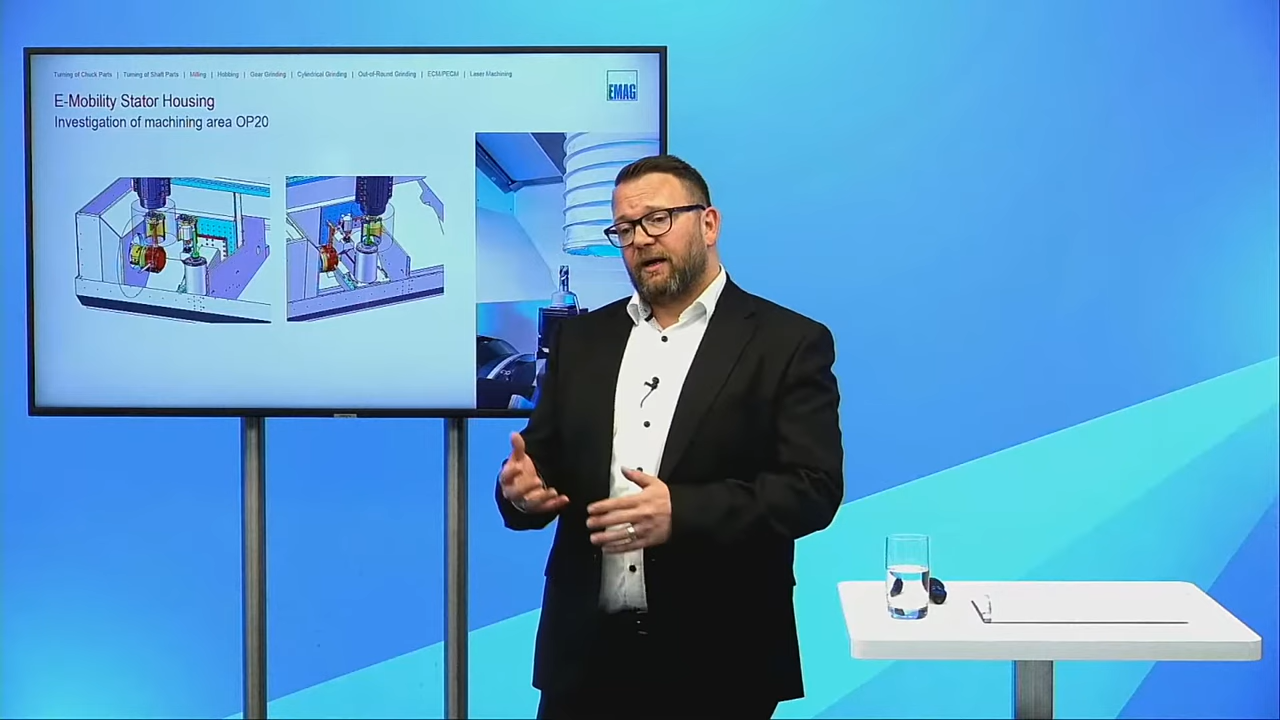 Turning of Chuck Parts | Turning of Shaft Parts | Milling | Hobbing | Gear Grinding | Cylindrical Grinding | Out-of-Round Grinding | ECM/PECM | Laser Machining
EMAG
E-Mobility Stator Housing
Investigation of machining area OP20